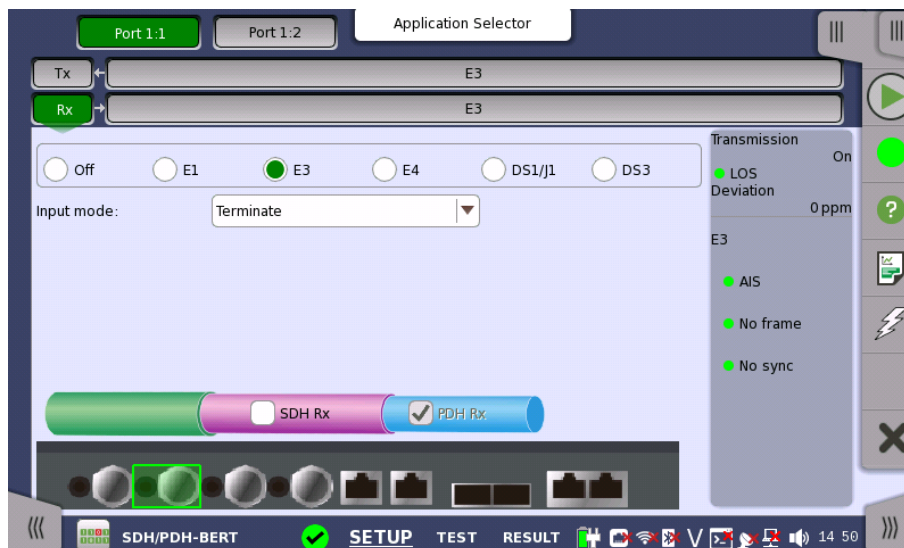 Application Selector
Port 1:1 Port 1:2
Tx E3
Rx E3
Off E1 E3 E4 DS1/J1 DS3
Input mode: Terminate
SDH Rx PDH Rx
Transmission
On
LOS
Deviation
0 ppm
E3
AIS
No frame
No sync
SDH/PDH-BERT SETUP TEST RESULT 14 50